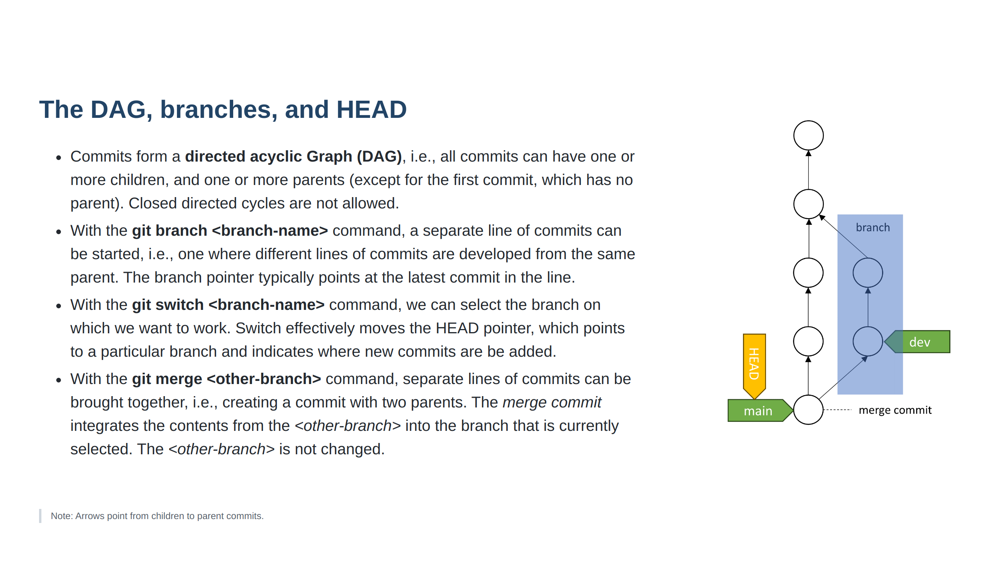 The DAG, branches, and HEAD
• Commits form a directed acyclic Graph (DAG), i.e., all commits can have one or
more children, and one or more parents (except for the first commit, which has no
parent). Closed directed cycles are not allowed.
• With the git branch <branch-name> command, a separate line of commits can
be started, i.e., one where different lines of commits are developed from the same
parent. The branch pointer typically points at the latest commit in the line.
• With the git switch <branch-name> command, we can select the branch on
which we want to work. Switch effectively moves the HEAD pointer, which points
to a particular branch and indicates where new commits are be added.
• With the git merge <other-branch> command, separate lines of commits can be
brought together, i.e., creating a commit with two parents. The merge commit
integrates the contents from the <other-branch> into the branch that is currently
selected. The <other-branch> is not changed.
Note: Arrows point from children to parent commits.
branch
dev
HEAD
main
merge commit